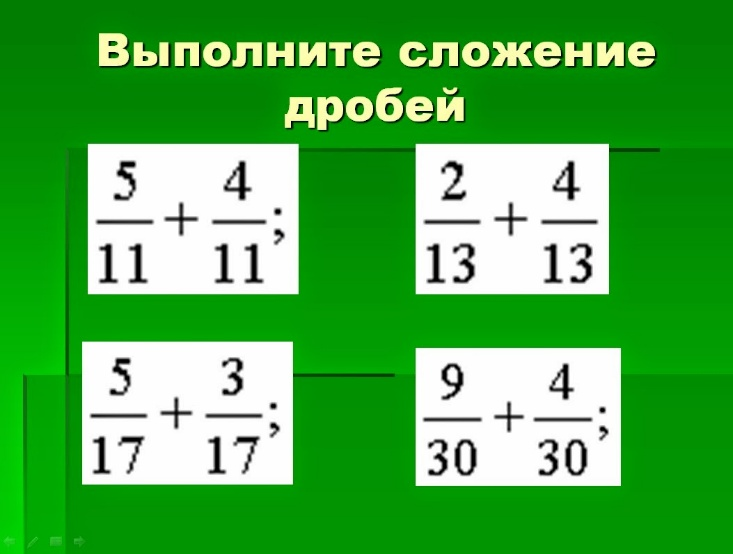 Выполните сложение
дробей
5/11 + 4/11;
2/13 + 4/13
5/17 + 3/17;
9/30 + 4/30;